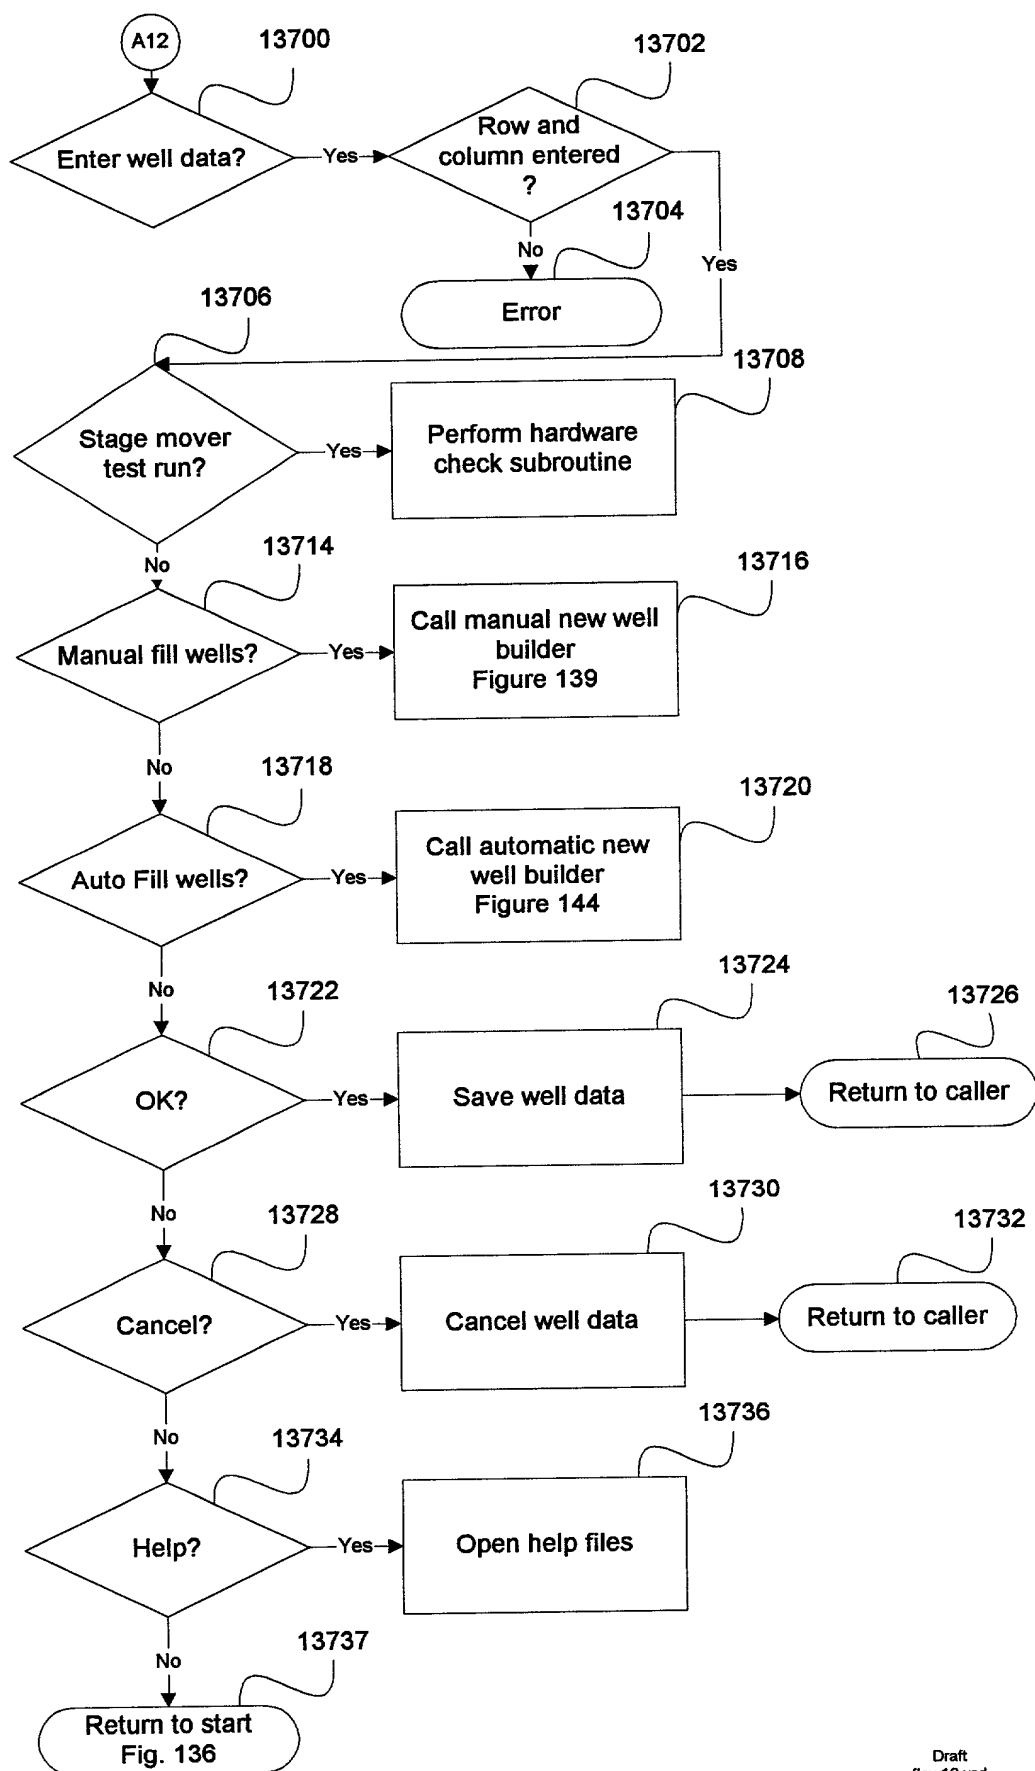 A12
13700
13702
Enter well data?
Yes
Row and
column entered
?
13704
No
Yes
Error
13706
13708
Stage mover
test run?
Yes
Perform hardware
check subroutine
No
13714
13716
Manual fill wells?
Yes
Call manual new well
builder
Figure 139
No
13718
13720
Auto Fill wells?
Yes
Call automatic new
well builder
Figure 144
No
13722
13724
13726
OK?
Yes
Save well data
Return to caller
No
13728
13730
13732
Cancel?
Yes
Cancel well data
Return to caller
No
13734
13736
Help?
Yes
Open help files
No
13737
Return to start
Fig. 136
Draft